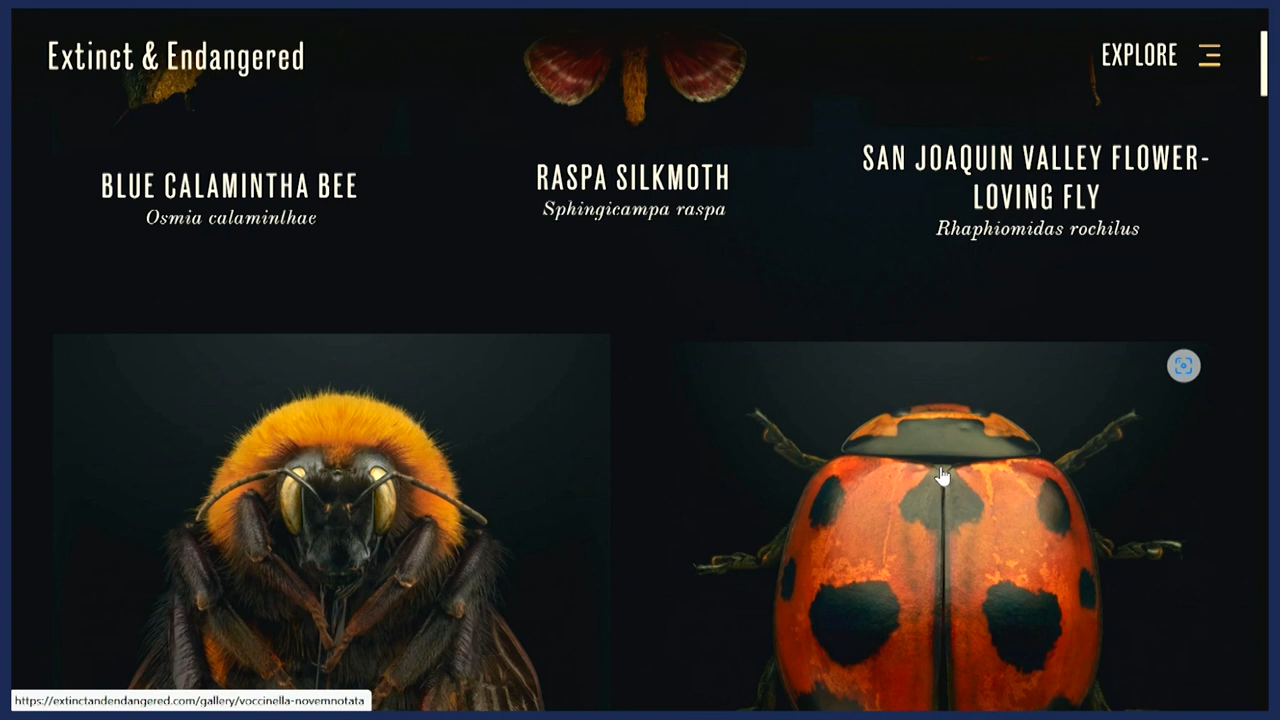 Extinct & Endangered
EXPLORE
BLUE CALAMINTHA BEE
Osmia calaminlhae
RASPA SILKMOTH
Sphingicampa raspa
SAN JOAQUIN VALLEY FLOWER-
LOVING FLY
Rhaphiomidas rochilus
https://extinctandendangered.com/gallery/voccinella-novemnotata